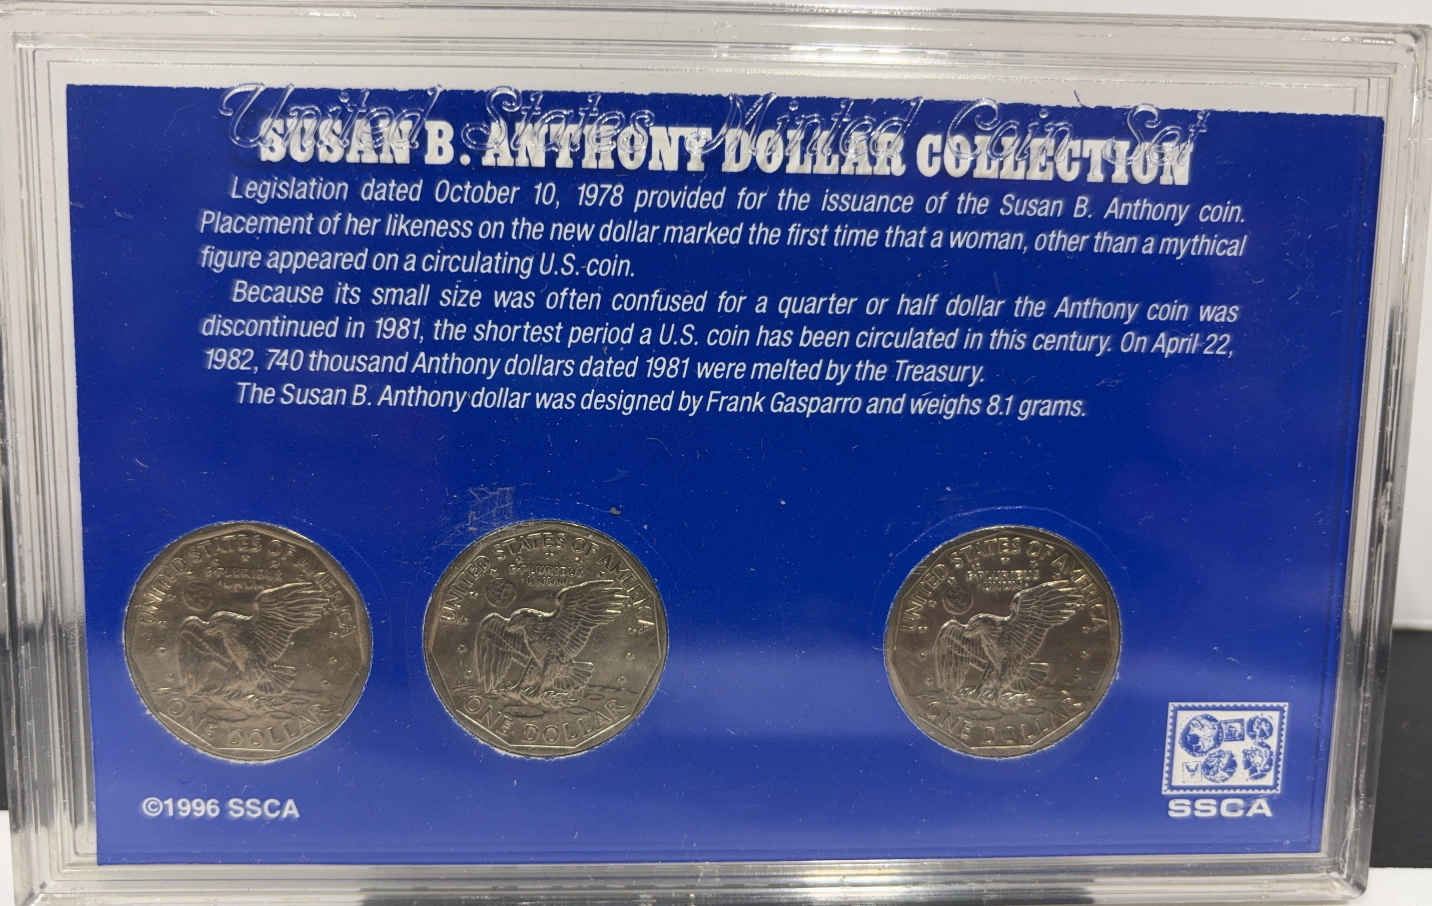 United States Minted Coin Set
SUSAN B. ANTHONY DOLLAR COLLECTION
Legislation dated October 10, 1978 provided for the issuance of the Susan B. Anthony coin.
Placement of her likeness on the new dollar marked the first time that a woman, other than a mythical
figure appeared on a circulating U.S. coin.
Because its small size was often confused for a quarter or half dollar the Anthony coin was
discontinued in 1981, the shortest period a U.S. coin has been circulated in this century. On April 22,
1982, 740 thousand Anthony dollars dated 1981 were melted by the Treasury.
The Susan B. Anthony dollar was designed by Frank Gasparro and weighs 8.1 grams.
UNITED STATES OF AMERICA
E PLURIBUS
UNUM
ONE DOLLAR
UNITED STATES OF AMERICA
E PLURIBUS
UNUM
ONE DOLLAR
UNITED STATES OF AMERICA
E PLURIBUS
UNUM
ONE DOLLAR
©1996 SSCA
SSCA